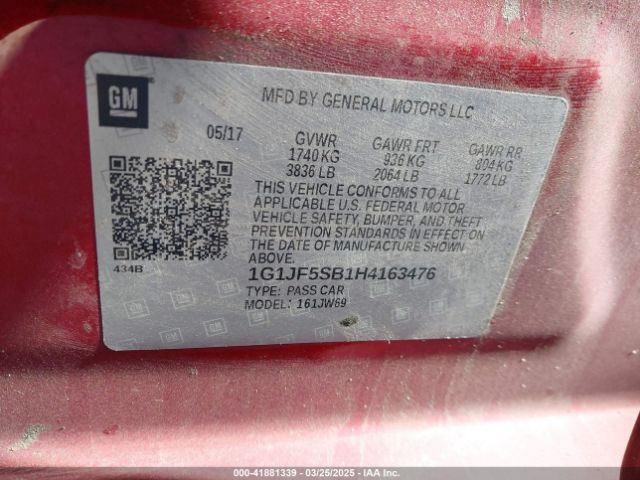 GM
MFD BY GENERAL MOTORS LLC
05/17
GVWR GAWR FRT GAWR RR
1740 KG 936 KG 804 KG
3836 LB 2064 LB 1772 LB
THIS VEHICLE CONFORMS TO ALL
APPLICABLE U.S. FEDERAL MOTOR
VEHICLE SAFETY, BUMPER, AND THEFT
PREVENTION STANDARDS IN EFFECT ON
THE DATE OF MANUFACTURE SHOWN
ABOVE.
434B
1G1JF5SB1H4163476
TYPE: PASS CAR
MODEL: 161JW69
000-41881339 — 03/25/2025 — IAA Inc.